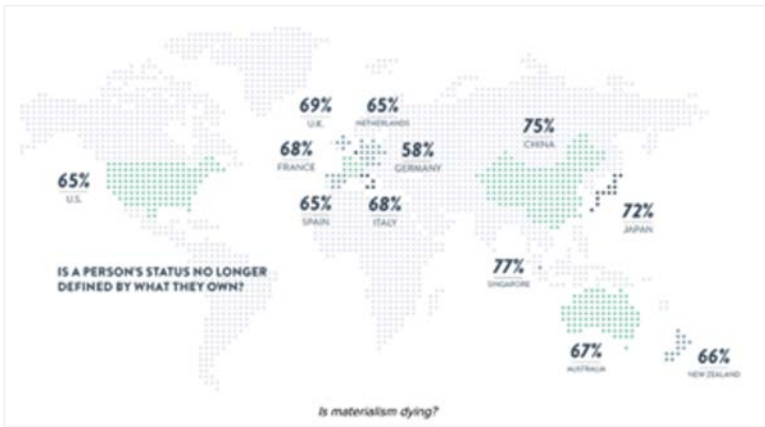 69%
U.K.
65%
NETHERLANDS
75%
CHINA
68%
FRANCE
58%
GERMANY
65%
U.S.
65%
SPAIN
68%
ITALY
72%
JAPAN
77%
SINGAPORE
IS A PERSON'S STATUS NO LONGER
DEFINED BY WHAT THEY OWN?
67%
AUSTRALIA
66%
NEW ZEALAND
Is materialism dying?